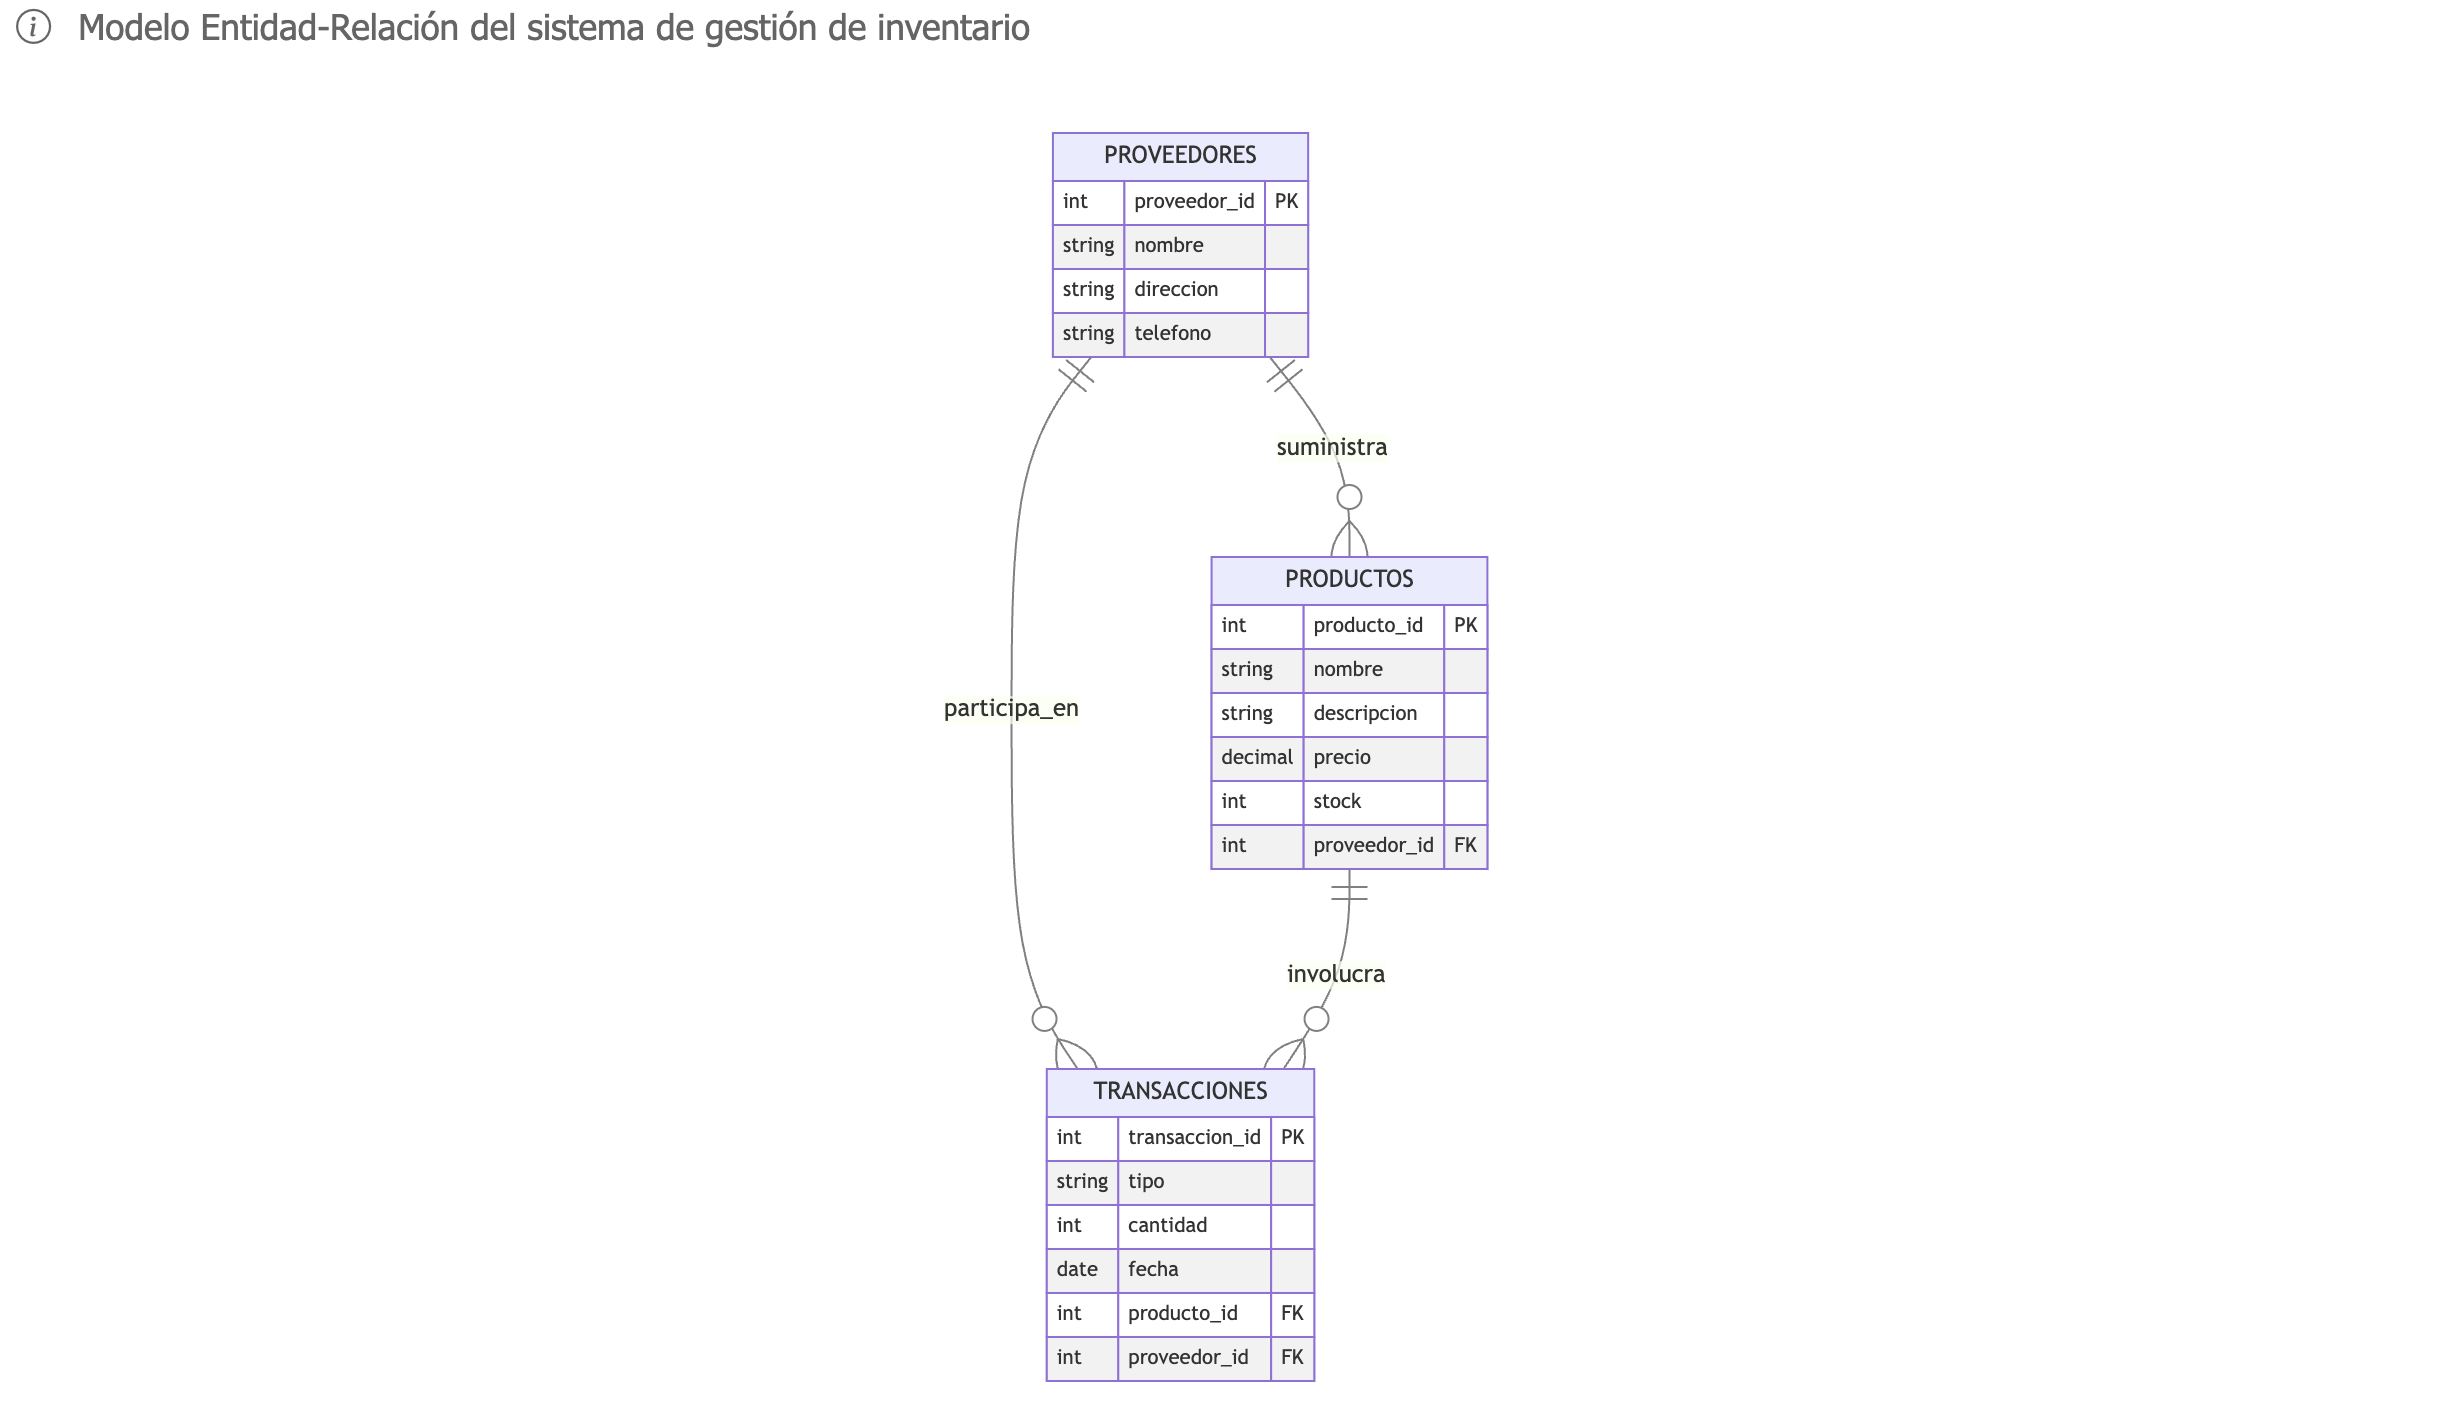 i Modelo Entidad-Relación del sistema de gestión de inventario
PROVEEDORES
int proveedor_id PK
string nombre
string direccion
string telefono
suministra
PRODUCTOS
int producto_id PK
string nombre
string descripcion
decimal precio
int stock
int proveedor_id FK
participa_en
involucra
TRANSACCIONES
int transaccion_id PK
string tipo
int cantidad
date fecha
int producto_id FK
int proveedor_id FK